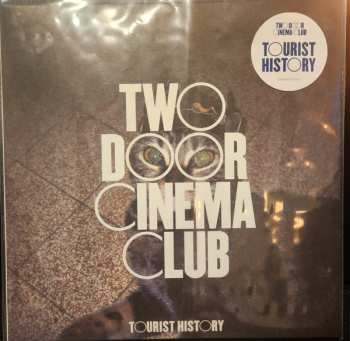 TWO
DOOR
CINEMA
CLUB
TOURIST HISTORY
TWO DOOR
CINEMA CLUB
TOURIST
HISTORY